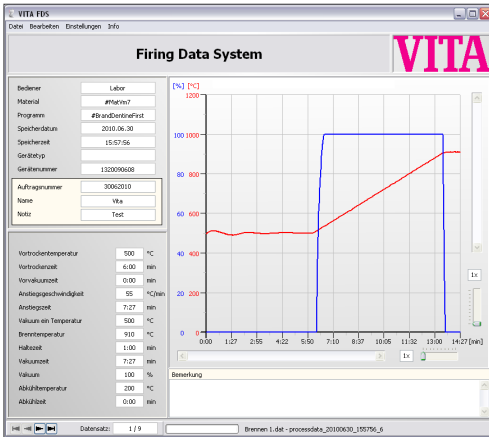 VITA FDS
Datei Bearbeiten Einstellungen Info
Firing Data System
VITA
Bediener Labor
Material #MatVm7
Programm #BrandDentineFirst
Speicherdatum 2010.06.30
Speicherzeit 15:57:56
Gerätetyp
Gerätenummer 1320090608
Auftragsnummer 30062010
Name Vita
Notiz Test
Vortrockentemperatur 500 °C
Vortrockenzeit 6:00 min
Vorvakuumzeit 0:00 min
Anstiegsgeschwindigkeit 55 °C/min
Anstiegszeit 7:27 min
Vakuum ein Temperatur 500 °C
Brenntemperatur 910 °C
Haltezeit 1:00 min
Vakuumzeit 7:27 min
Vakuum 100 %
Abkühltemperatur 200 °C
Abkühlzeit 0:00 min
[%] [°C]
1200
100 1000
80 800
60 600
40 400
20 200
0 0
0:00 1:27 2:55 4:22 5:50 7:10 8:37 10:05 11:32 13:00 14:27 [min]
1x
1x
Bemerkung
Datensatz: 1 / 9
Brennen 1.dat - processdata_20100630_155756_6